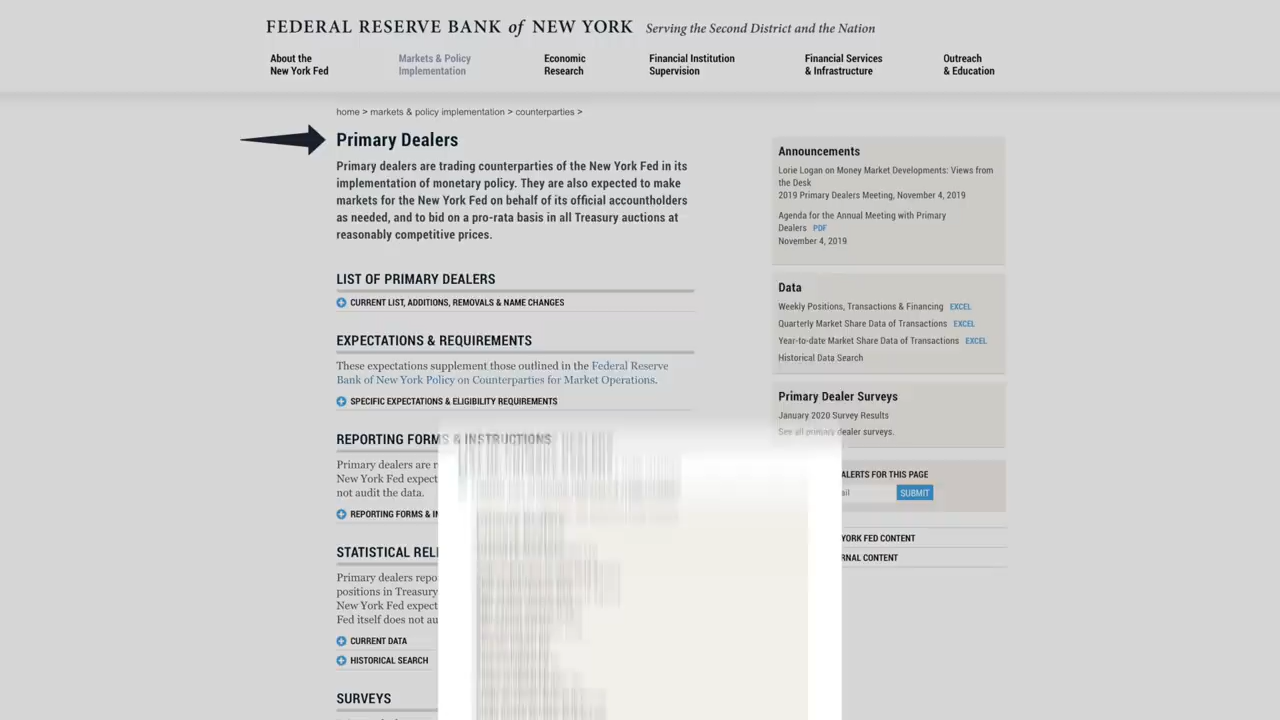 FEDERAL RESERVE BANK of NEW YORK Serving the Second District and the Nation
About the
New York Fed
Markets & Policy
Implementation
Economic
Research
Financial Institution
Supervision
Financial Services
& Infrastructure
Outreach
& Education
home > markets & policy implementation > counterparties >
Primary Dealers
Primary dealers are trading counterparties of the New York Fed in its
implementation of monetary policy. They are also expected to make
markets for the New York Fed on behalf of its official accountholders
as needed, and to bid on a pro-rata basis in all Treasury auctions at
reasonably competitive prices.
LIST OF PRIMARY DEALERS
CURRENT LIST, ADDITIONS, REMOVALS & NAME CHANGES
EXPECTATIONS & REQUIREMENTS
These expectations supplement those outlined in the Federal Reserve
Bank of New York Policy on Counterparties for Market Operations.
SPECIFIC EXPECTATIONS & ELIGIBILITY REQUIREMENTS
REPORTING FORMS & INSTRUCTIONS
Primary dealers are
New York Fed
not audit the data.
REPORTING FORMS &
STATISTICAL
Primary dealers
positions in Treasury
New York Fed
Fed itself does not
CURRENT DATA
HISTORICAL SEARCH
SURVEYS
Announcements
Lorie Logan on Money Market Developments: Views from
the Desk
2019 Primary Dealers Meeting, November 4, 2019
Agenda for the Annual Meeting with Primary
Dealers PDF
November 4, 2019
Data
Weekly Positions, Transactions & Financing EXCEL
Quarterly Market Share Data of Transactions EXCEL
Year-to-date Market Share Data of Transactions EXCEL
Historical Data Search
Primary Dealer Surveys
January 2020 Survey Results
See all primary dealer surveys.
ALERTS FOR THIS PAGE
SUBMIT
YORK FED CONTENT
CONTENT